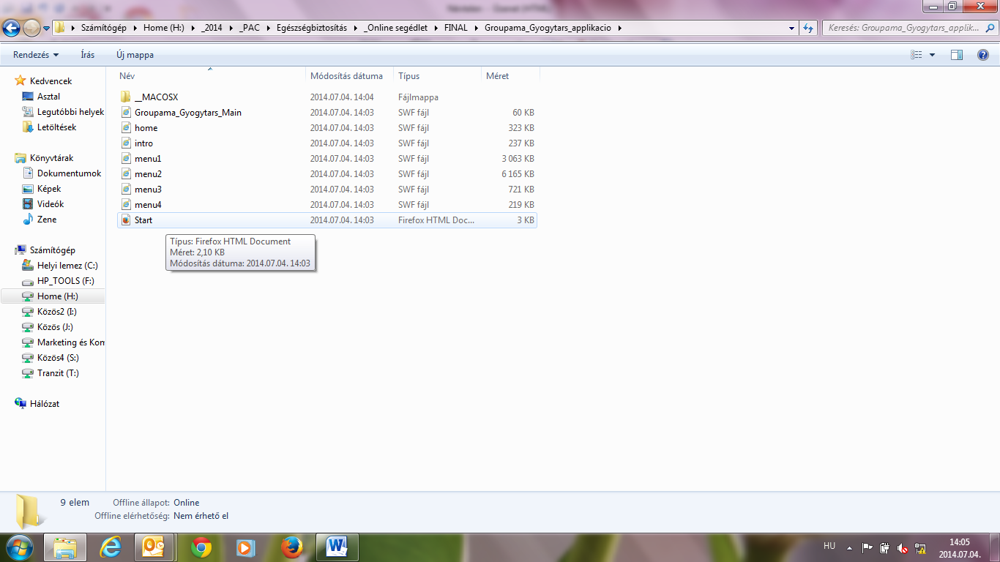 Számítógép Home (H:) _2014 _PAC Egészségbiztosítás _Online segédlet FINAL Groupama_Gyogytars_applikacio
Keresés: Groupama_Gyogytars_applik...
Rendezés Írás Új mappa
Név Módosítás dátuma Típus Méret
__MACOSX 2014.07.04. 14:04 Fájlmappa
Groupama_Gyogytars_Main 2014.07.04. 14:03 SWF fájl 60 KB
home 2014.07.04. 14:03 SWF fájl 323 KB
intro 2014.07.04. 14:03 SWF fájl 237 KB
menu1 2014.07.04. 14:03 SWF fájl 3 063 KB
menu2 2014.07.04. 14:03 SWF fájl 6 165 KB
menu3 2014.07.04. 14:03 SWF fájl 721 KB
menu4 2014.07.04. 14:03 SWF fájl 219 KB
Start 2014.07.04. 14:03 Firefox HTML Doc... 3 KB
Típus: Firefox HTML Document
Méret: 2,10 KB
Módosítás dátuma: 2014.07.04. 14:03
Kedvencek
Asztal
Legutóbbi helyek
Letöltések
Könyvtárak
Dokumentumok
Képek
Videók
Zene
Számítógép
Helyi lemez (C:)
HP_TOOLS (F:)
Home (H:)
Közös2 (I:)
Közös (J:)
Marketing és Kom
Közös4 (S:)
Tranzit (T:)
Hálózat
9 elem Offline állapot: Online
Offline elérhetőség: Nem érhető el
HU
14:05
2014.07.04.